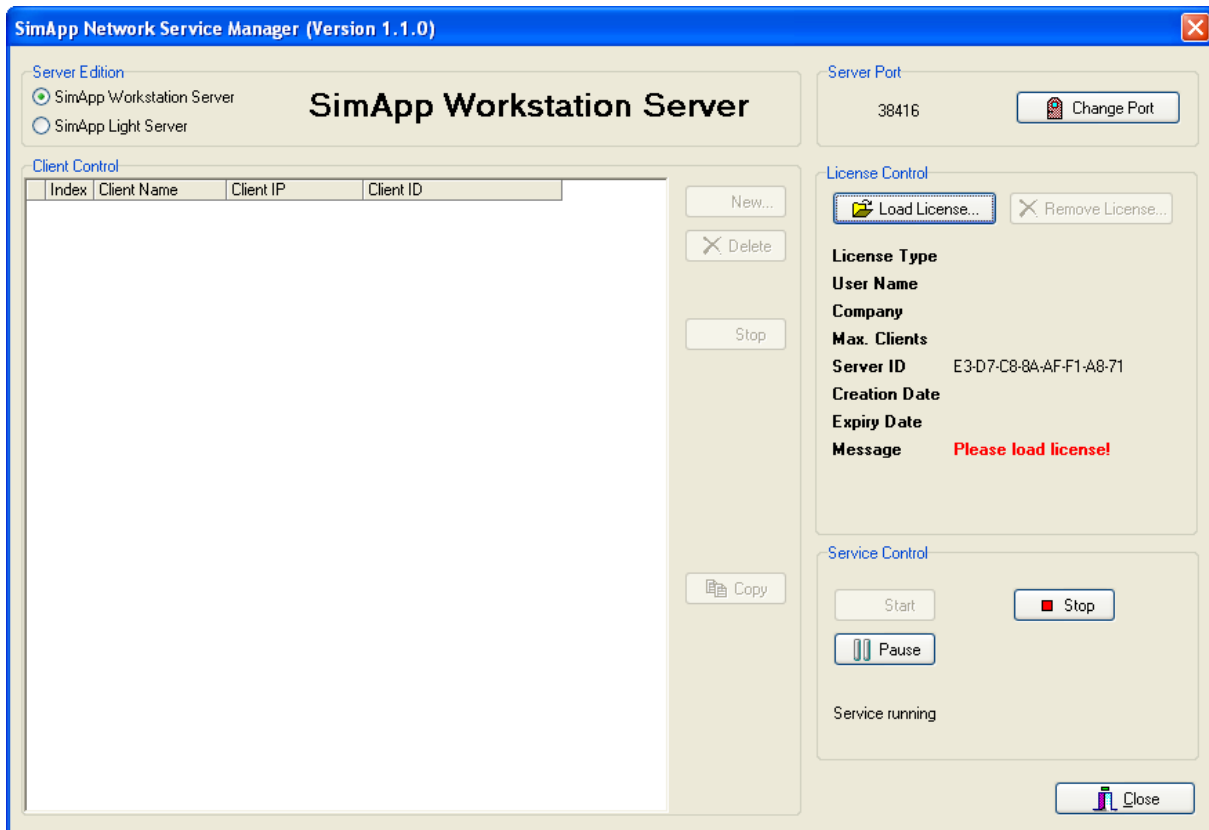 SimApp Network Service Manager (Version 1.1.0)
Server Edition
SimApp Workstation Server
SimApp Light Server
SimApp Workstation Server
Server Port
38416
Change Port
Client Control
Index Client Name Client IP Client ID
New...
Delete
Stop
Copy
License Control
Load License... Remove License...
License Type
User Name
Company
Max. Clients
Server ID E3-D7-C8-8A-AF-F1-A8-71
Creation Date
Expiry Date
Message Please load license!
Service Control
Start Stop
Pause
Service running
Close